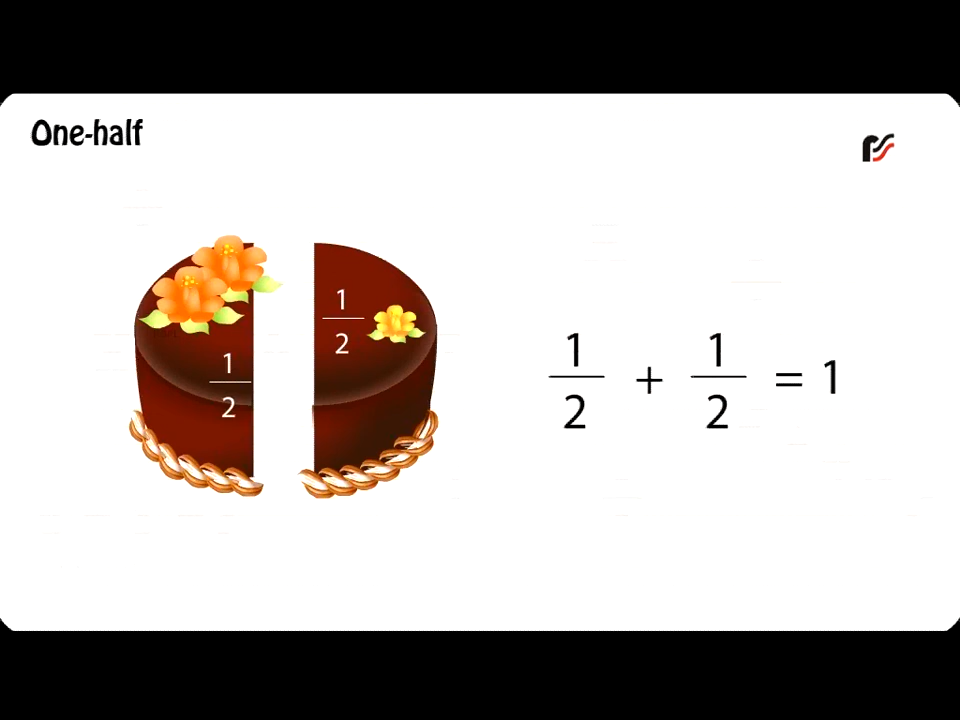 One-half
1/2
1/2
1/2 + 1/2 = 1